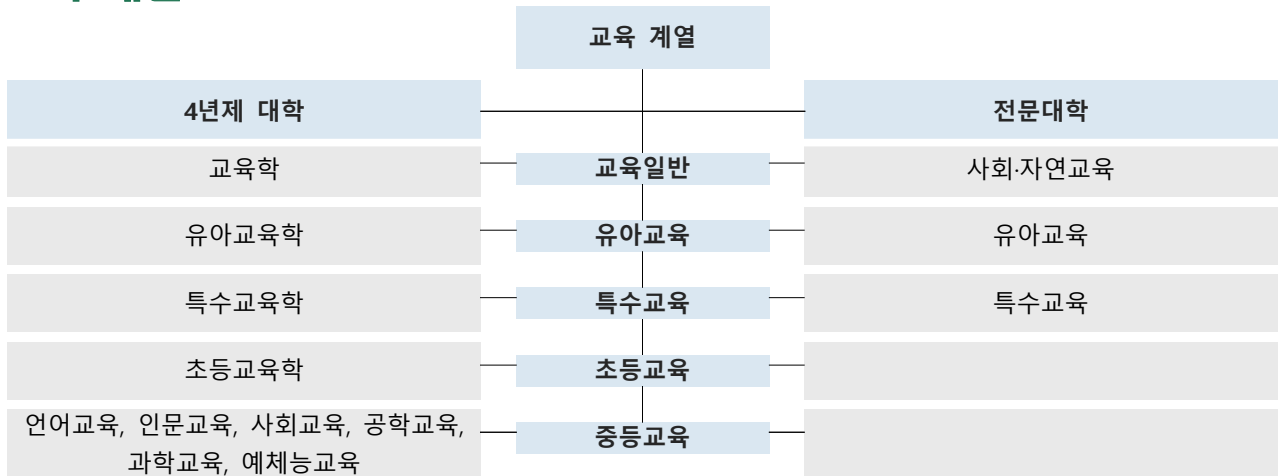 교육 계열
4년제 대학
전문대학
교육학
교육일반
사회·자연교육
유아교육학
유아교육
유아교육
특수교육학
특수교육
특수교육
초등교육학
초등교육
언어교육, 인문교육, 사회교육, 공학교육,
과학교육, 예체능교육
중등교육